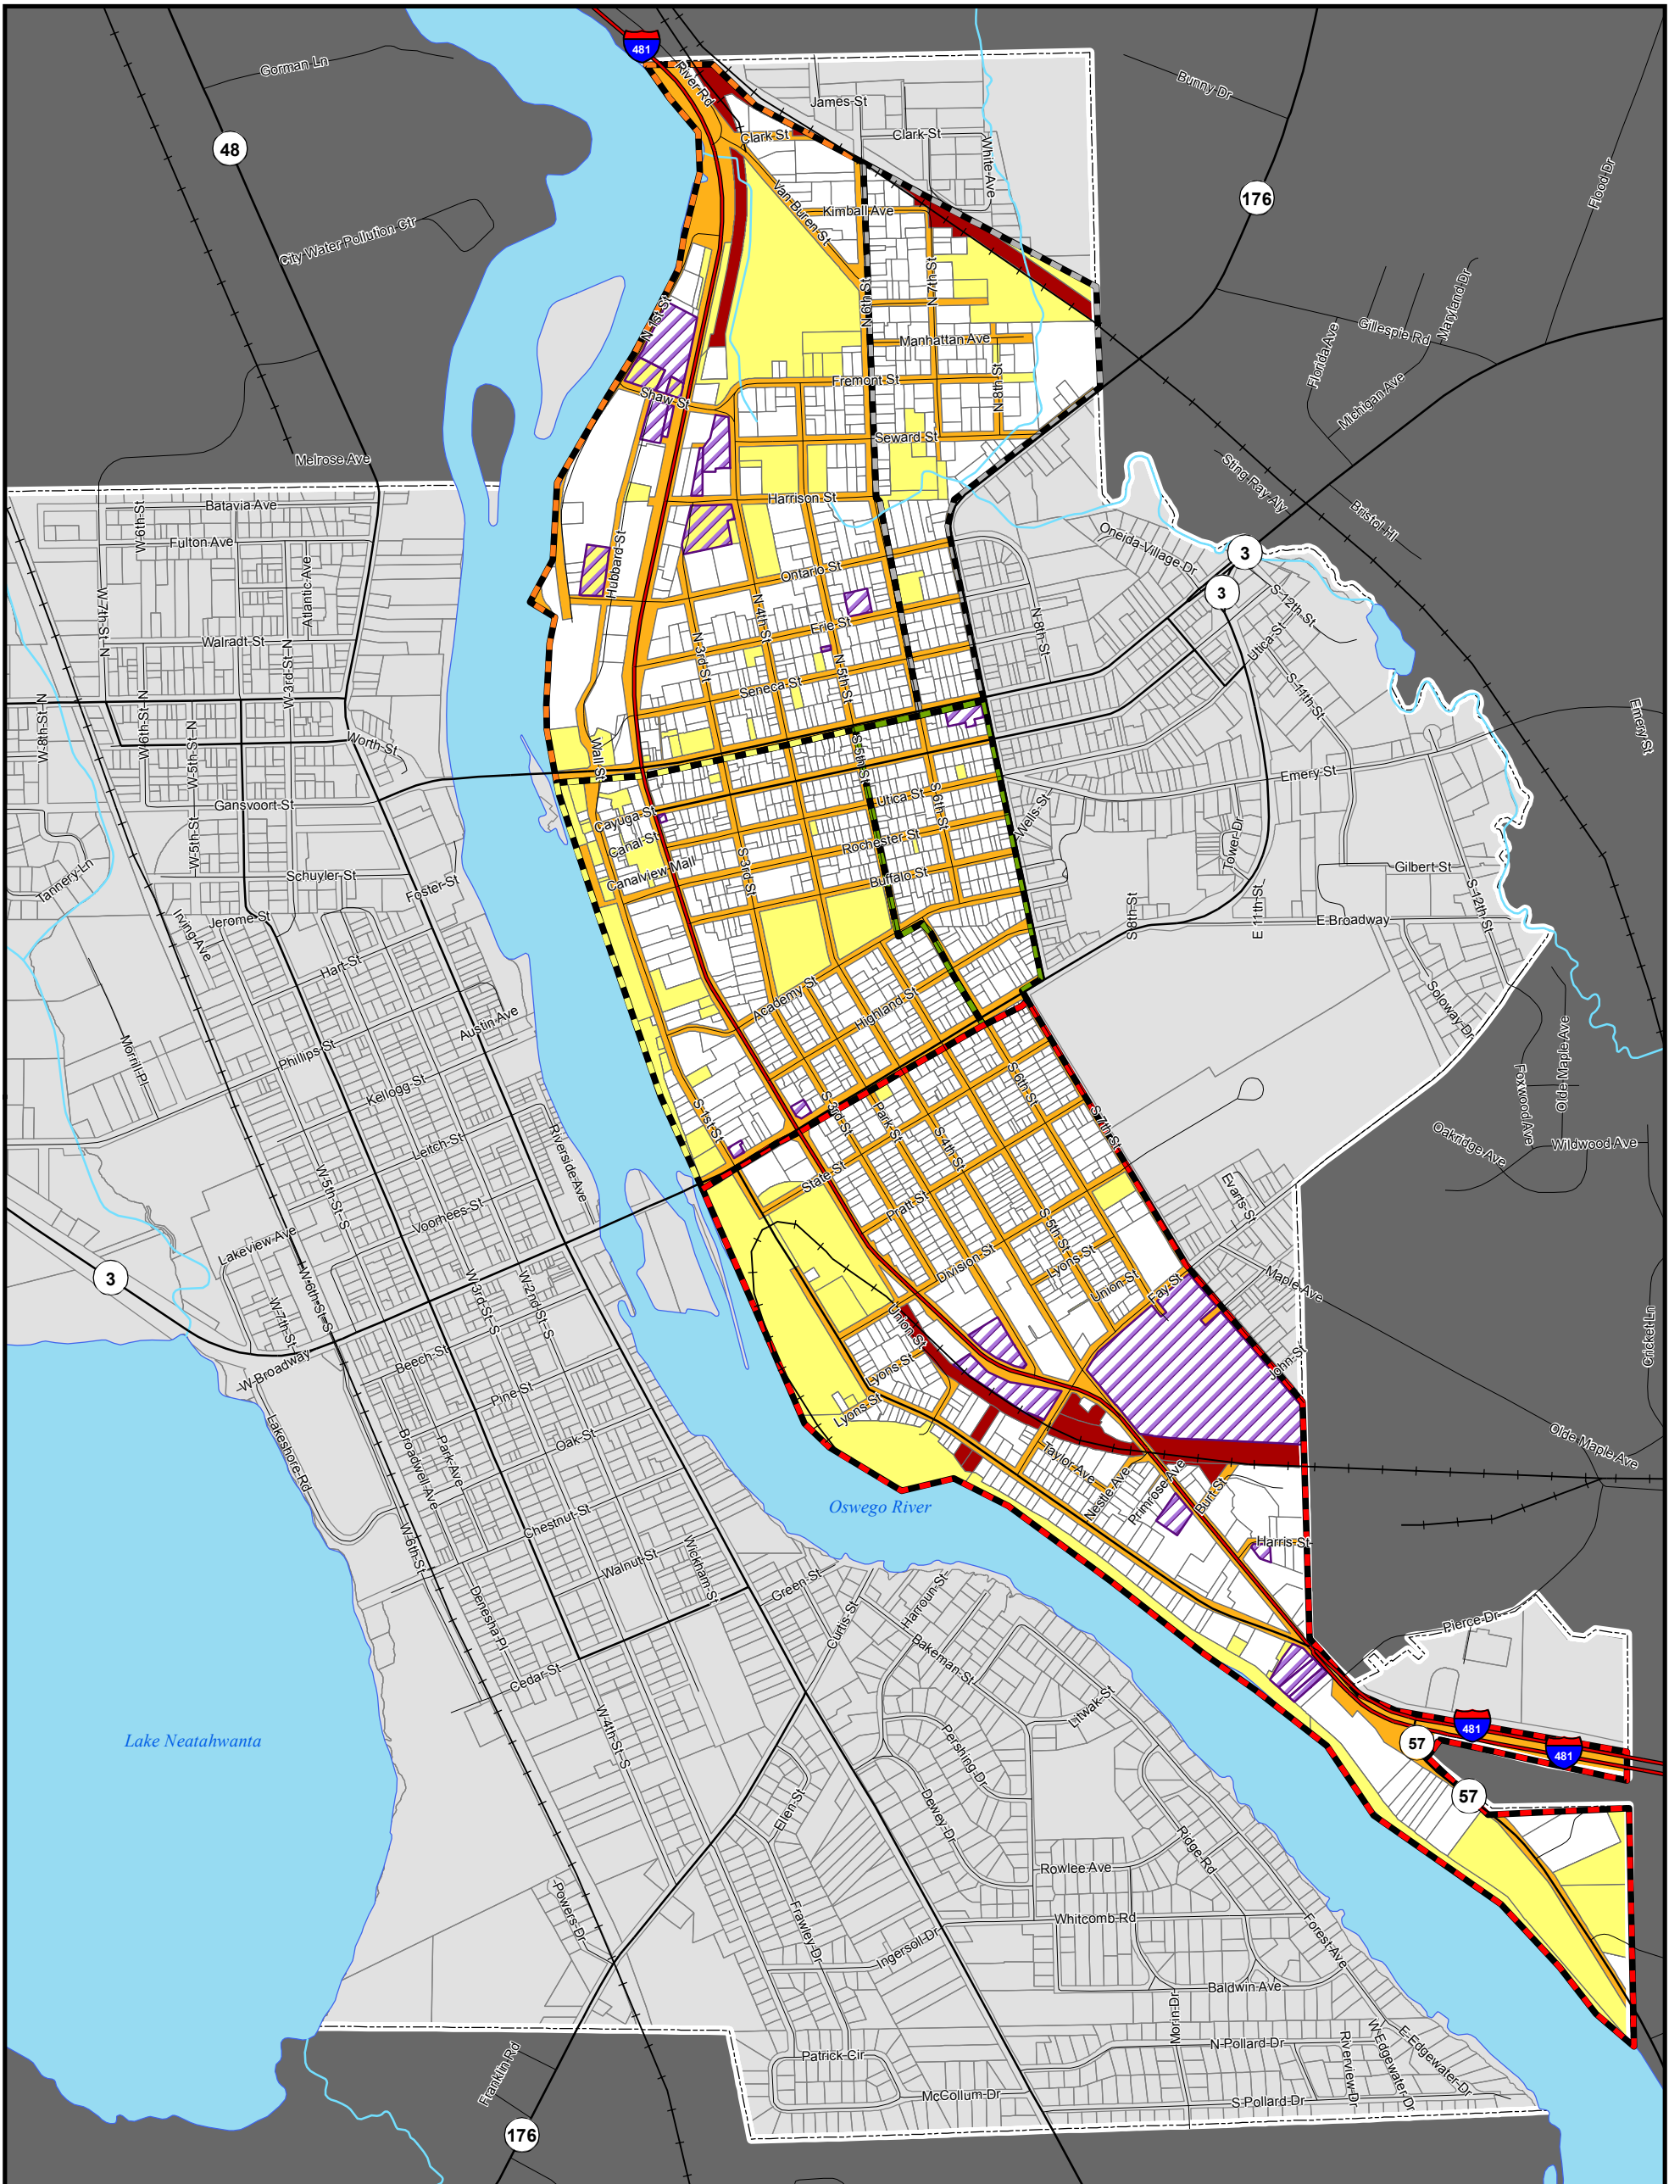 481
Gorman Ln
River Rd
James St
Bunny Dr
48
Clark St
Clark St
White Ave
176
Flood Dr
Van Buren St
Kimball Ave
City Water Pollution Ctr
N 7th St
N 6th St
N 1st St
Maryland Dr
Gillespie Rd
Florida Ave
Manhattan Ave
Fremont St
N 8th St
Michigan Ave
Shaw St
Seward St
Melrose Ave
Sting Ray Aly
Harrison St
Batavia Ave
W 6th St
Bristol Hl
Oneida Village Dr
Fulton Ave
3
Hubbard St
Ontario St
Atlantic Ave
3
S 12th St
W 7th St N
N 4th St
Erie St
N 8th St
Walradt St
N 3rd St
Utica St
W 3rd St N
N 5th St
Seneca St
S 11th St
W 8th St N
W 6th St N
W 5th St N
Emery St
Worth St
Wall St
S 5th St
Emery St
Gansvoort St
Utica St
S 6th St
Cayuga St
Wells St
W 5th St
Canal St
Rochester St
Tower Dr
Gilbert St
Canalview Mall
S 3rd St
Buffalo St
Tannery Ln
Schuyler St
Foster St
S 12th St
Irving Ave
Jerome St
S 8th St
E 11th St
E Broadway
Hart St
Academy St
Highland St
Soloway Dr
Austin Ave
Phillips St
Morrill Pl
Olde Maple Ave
Kellogg St
S 6th St
Foxwood Ave
S 1st St
S 3rd St
Park St
S 7th St
Leitch St
S 4th St
Oakridge Ave
Wildwood Ave
Riverside Ave
State St
W 5th St S
Evarts St
Pratt St
Voorhees St
S 5th St
Lakeview Ave
Lyons St
Division St
3
W 6th St S
W 3rd St S
W 2nd St S
Union St
Fay St
Maple Ave
W 7th St
Union St
Cricket Ln
Beech St
W Broadway
Lyons St
John St
Pine St
Lyons St
Lakeshore Rd
Broadwell Ave
Park Ave
Oak St
Olde Maple Ave
Taylor Ave
Nestle Ave
Primrose Ave
Burt St
Oswego River
Chestnut St
W 6th St
Walnut St
Wickham St
Harris St
Green St
Denesha Pl
Curtis St
Harroun St
Bakeman St
Pierce Dr
Cedar St
W 4th St S
Litwak St
Lake Neatahwanta
Pershing Dr
481
57
481
57
Ellen St
Dewey Dr
Ridge Rd
Rowlee Ave
Powers Dr
Frawley Dr
Whitcomb Rd
Ingersoll Dr
Forest Ave
Baldwin Ave
Morin Dr
N Pollard Dr
Riverview Dr
W Edgewater Dr
E Edgewater Dr
Franklin Rd
Patrick Cir
McCollum Dr
S Pollard Dr
176